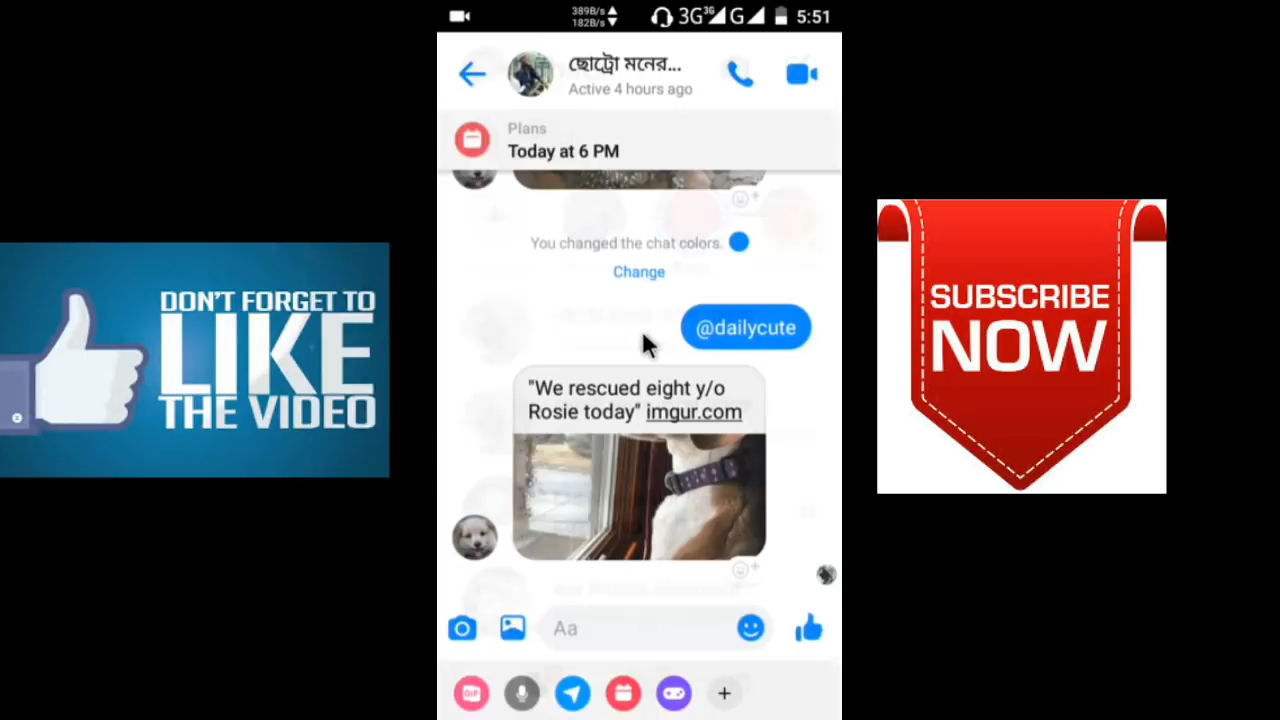 389B/s
182B/s
3G
3G
G
5:51
ছোট্টো মনের...
Active 4 hours ago
Plans
Today at 6 PM
You changed the chat colors.
Change
@dailycute
"We rescued eight y/o
Rosie today" imgur.com
Aa
GIF
DON'T FORGET TO
LIKE
THE VIDEO
SUBSCRIBE
NOW